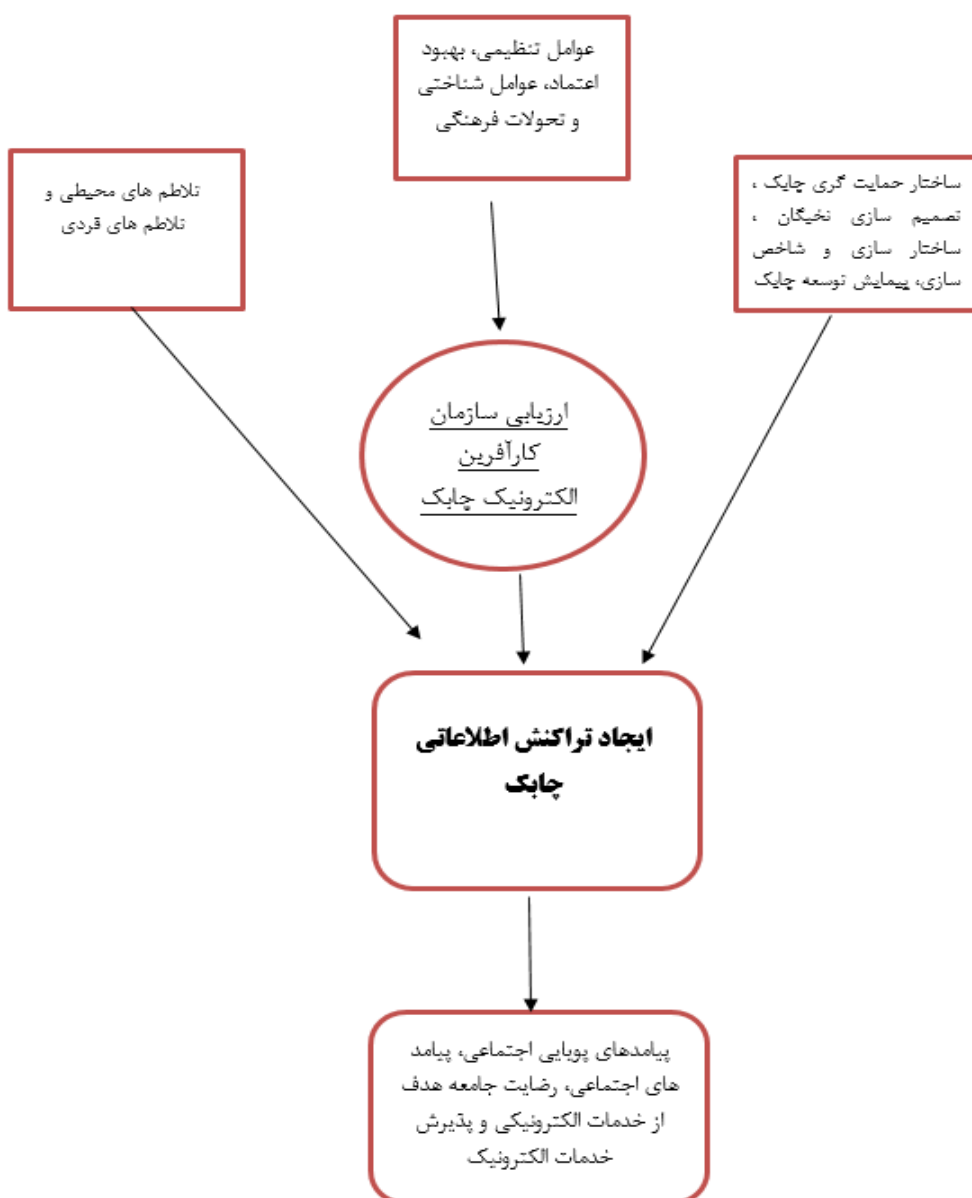 عوامل تنظیمی، بهبود
اعتماد، عوامل شناختی
و تحولات فرهنگی
ساختار حمایت گری چابک ،
تصمیم سازی نخبگان ،
ساختار سازی و شاخص
سازی، پیمایش توسعه چابک
تلاطم های محیطی و
تلاطم های فردی
ارزیابی سازمان
کارآفرین
الکترونیک چابک
ایجاد تراکنش اطلاعاتی
چابک
پیامدهای پویایی اجتماعی، پیامد
های اجتماعی، رضایت جامعه هدف
از خدمات الکترونیکی و پذیرش
خدمات الکترونیک